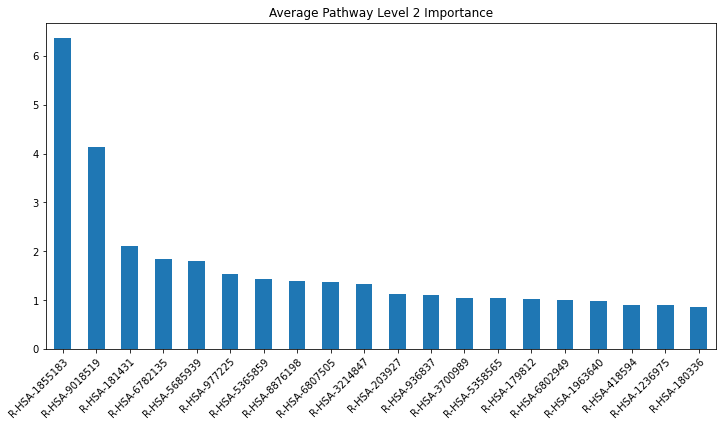 Average Pathway Level 2 Importance
6
5
4
3
2
1
0
R-HSA-1855183
R-HSA-9018519
R-HSA-181431
R-HSA-6782135
R-HSA-5685939
R-HSA-977225
R-HSA-5365859
R-HSA-8876198
R-HSA-6807505
R-HSA-3214847
R-HSA-203927
R-HSA-936837
R-HSA-3700989
R-HSA-5358565
R-HSA-179812
R-HSA-6802949
R-HSA-1963640
R-HSA-418594
R-HSA-1236975
R-HSA-180336